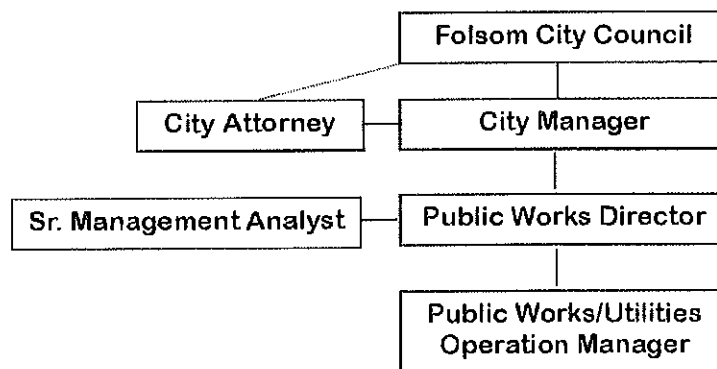 Folsom City Council
City Attorney
City Manager
Sr. Management Analyst
Public Works Director
Public Works/Utilities
Operation Manager